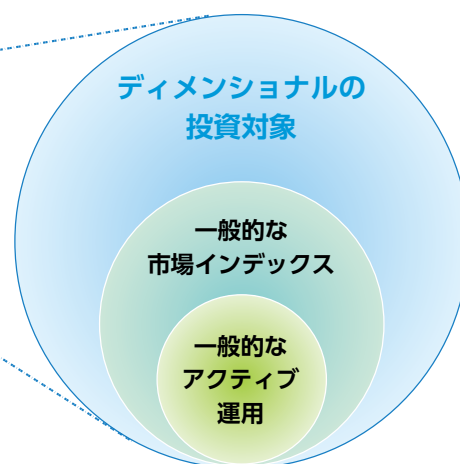 ディメンショナルの
投資対象
一般的な
市場インデックス
一般的な
アクティブ
運用